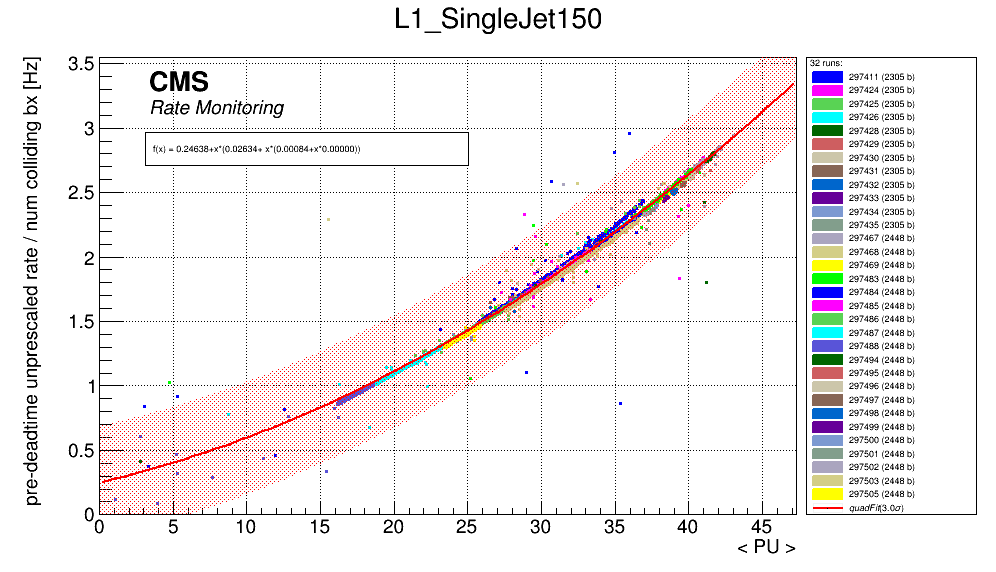 L1_SingleJet150
pre-deadtime unprescaled rate / num colliding bx [Hz]
3.5
3
2.5
2
1.5
1
0.5
0
CMS
Rate Monitoring
f(x) = 0.24638+x*(0.02634+ x*(0.00084+x*0.00000))
0 5 10 15 20 25 30 35 40 45
< PU >
32 runs:
297411 (2305 b)
297424 (2305 b)
297425 (2305 b)
297426 (2305 b)
297428 (2305 b)
297429 (2305 b)
297430 (2305 b)
297431 (2305 b)
297432 (2305 b)
297433 (2305 b)
297434 (2305 b)
297435 (2305 b)
297467 (2448 b)
297468 (2448 b)
297469 (2448 b)
297483 (2448 b)
297484 (2448 b)
297485 (2448 b)
297486 (2448 b)
297487 (2448 b)
297488 (2448 b)
297494 (2448 b)
297495 (2448 b)
297496 (2448 b)
297497 (2448 b)
297498 (2448 b)
297499 (2448 b)
297500 (2448 b)
297501 (2448 b)
297502 (2448 b)
297503 (2448 b)
297505 (2448 b)
quadFit(3.0σ)